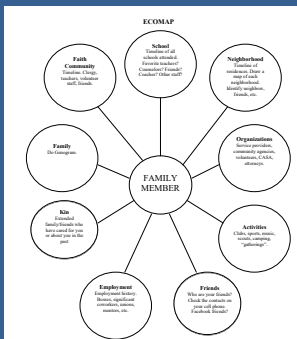 ECOMAP
School
Timeline of all
schools attended.
Favorite teachers?
Counselors? Friends?
Coaches? Other staff?
Faith
Community
Timeline. Clergy,
teachers, volunteer
staff, friends.
Neighborhood
Timeline of
residences. Draw a
map of each
neighborhood.
Identify neighbors,
friends, etc.
Family
Do Genogram.
Organizations
Service providers,
community agencies,
volunteers, CASA,
attorneys.
FAMILY
MEMBER
Kin
Extended
family/friends who
have cared for you
or about you in the
past
Activities
Clubs, sports, music,
scouts, camping,
"gatherings".
Employment
Employment history.
Bosses, significant
coworkers, unions,
mentors, etc.
Friends
Who are your friends?
Check the contacts on
your cell phone.
Facebook friends?